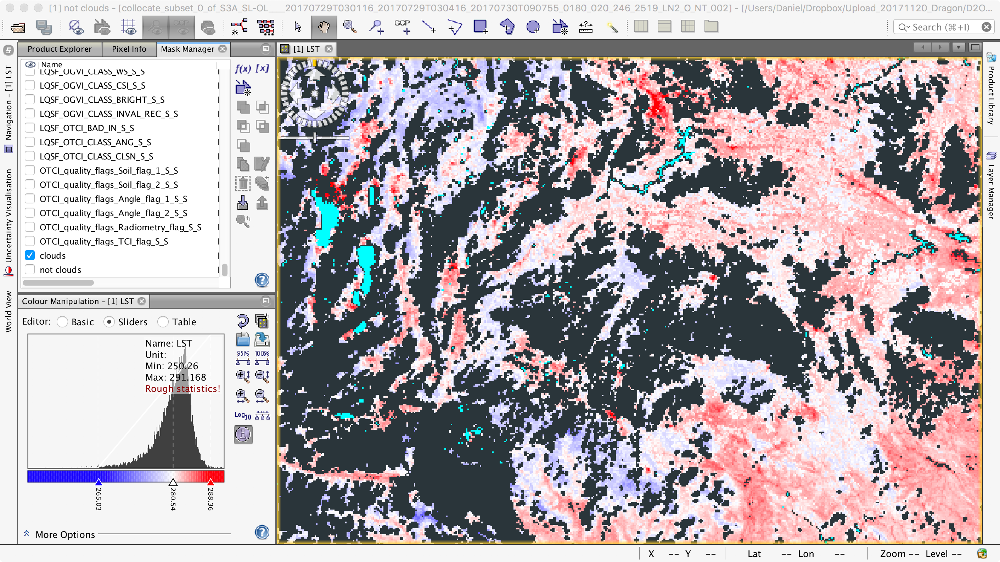 [1] not clouds - [collocate_subset_0_of_S3A_SL-OL____20170729T030116_20170729T030416_20170730T090755_0180_020_246_2519_LN2_O_NT_002] - [/Users/Daniel/Dropbox/Upload_20171120_Dragon/D2O...
GCP
GCP
Search (⌘+I)
Product Explorer
Pixel Info
Mask Manager
[1] LST
Navigation - [1] LST
Uncertainty Visualisation
World View
Name
f(x) [x]
LQSF_OGVI_CLASS_WS_S_S
LQSF_OGVI_CLASS_CSI_S_S
LQSF_OGVI_CLASS_BRIGHT_S_S
LQSF_OGVI_CLASS_INVAL_REC_S_S
LQSF_OTCI_BAD_IN_S_S
LQSF_OTCI_CLASS_ANG_S_S
LQSF_OTCI_CLASS_CLSN_S_S
OTCI_quality_flags_Soil_flag_1_S_S
OTCI_quality_flags_Soil_flag_2_S_S
OTCI_quality_flags_Angle_flag_1_S_S
OTCI_quality_flags_Angle_flag_2_S_S
OTCI_quality_flags_Radiometry_flag_S_S
OTCI_quality_flags_TCI_flag_S_S
clouds
not clouds
Colour Manipulation - [1] LST
Editor: Basic Sliders Table
Name: LST
Unit:
Min: 250.26
Max: 291.168
Rough statistics!
95% 100%
Log10
265.03
280.54
288.36
More Options
Product Library
Layer Manager
X -- Y -- Lat -- Lon -- Zoom -- Level --